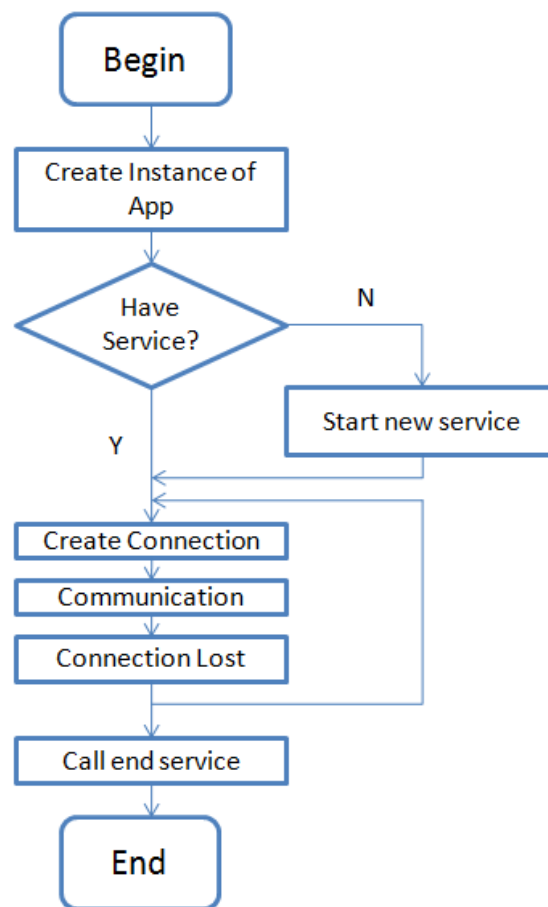 Begin
Create Instance of
App
Have
Service?
N
Start new service
Y
Create Connection
Communication
Connection Lost
Call end service
End